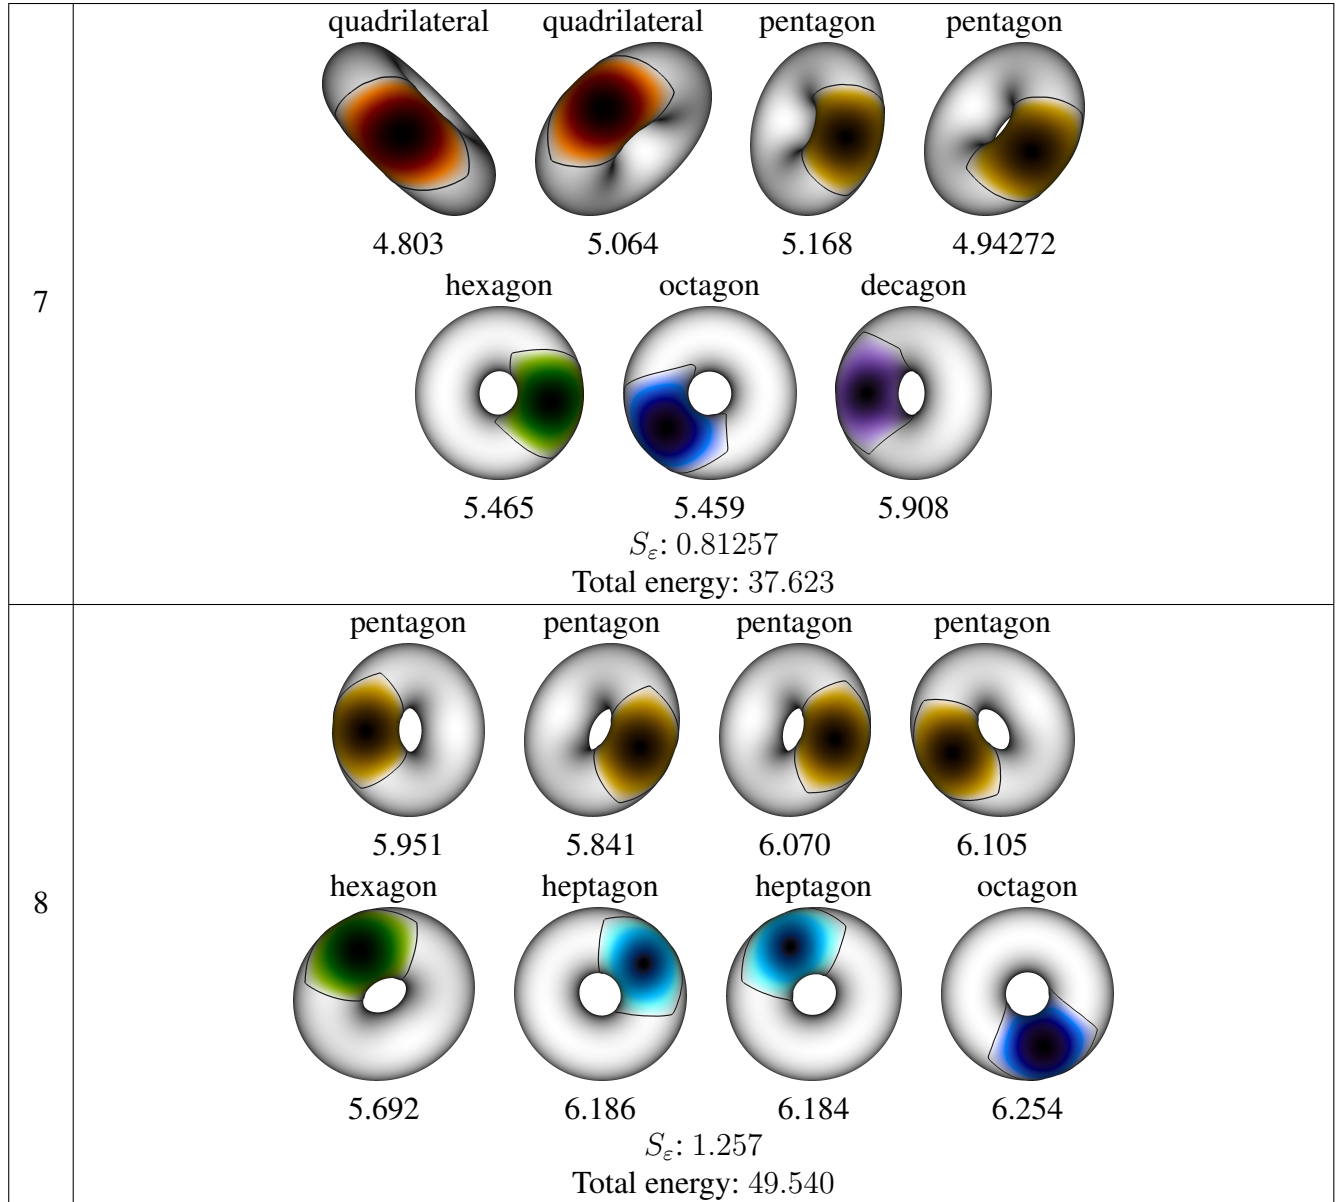 quadrilateral quadrilateral pentagon pentagon
4.803 5.064 5.168 4.94272
hexagon octagon decagon
7
5.465 5.459 5.908
Sε: 0.81257
Total energy: 37.623
pentagon pentagon pentagon pentagon
5.951 5.841 6.070 6.105
hexagon heptagon heptagon octagon
8
5.692 6.186 6.184 6.254
Sε: 1.257
Total energy: 49.540